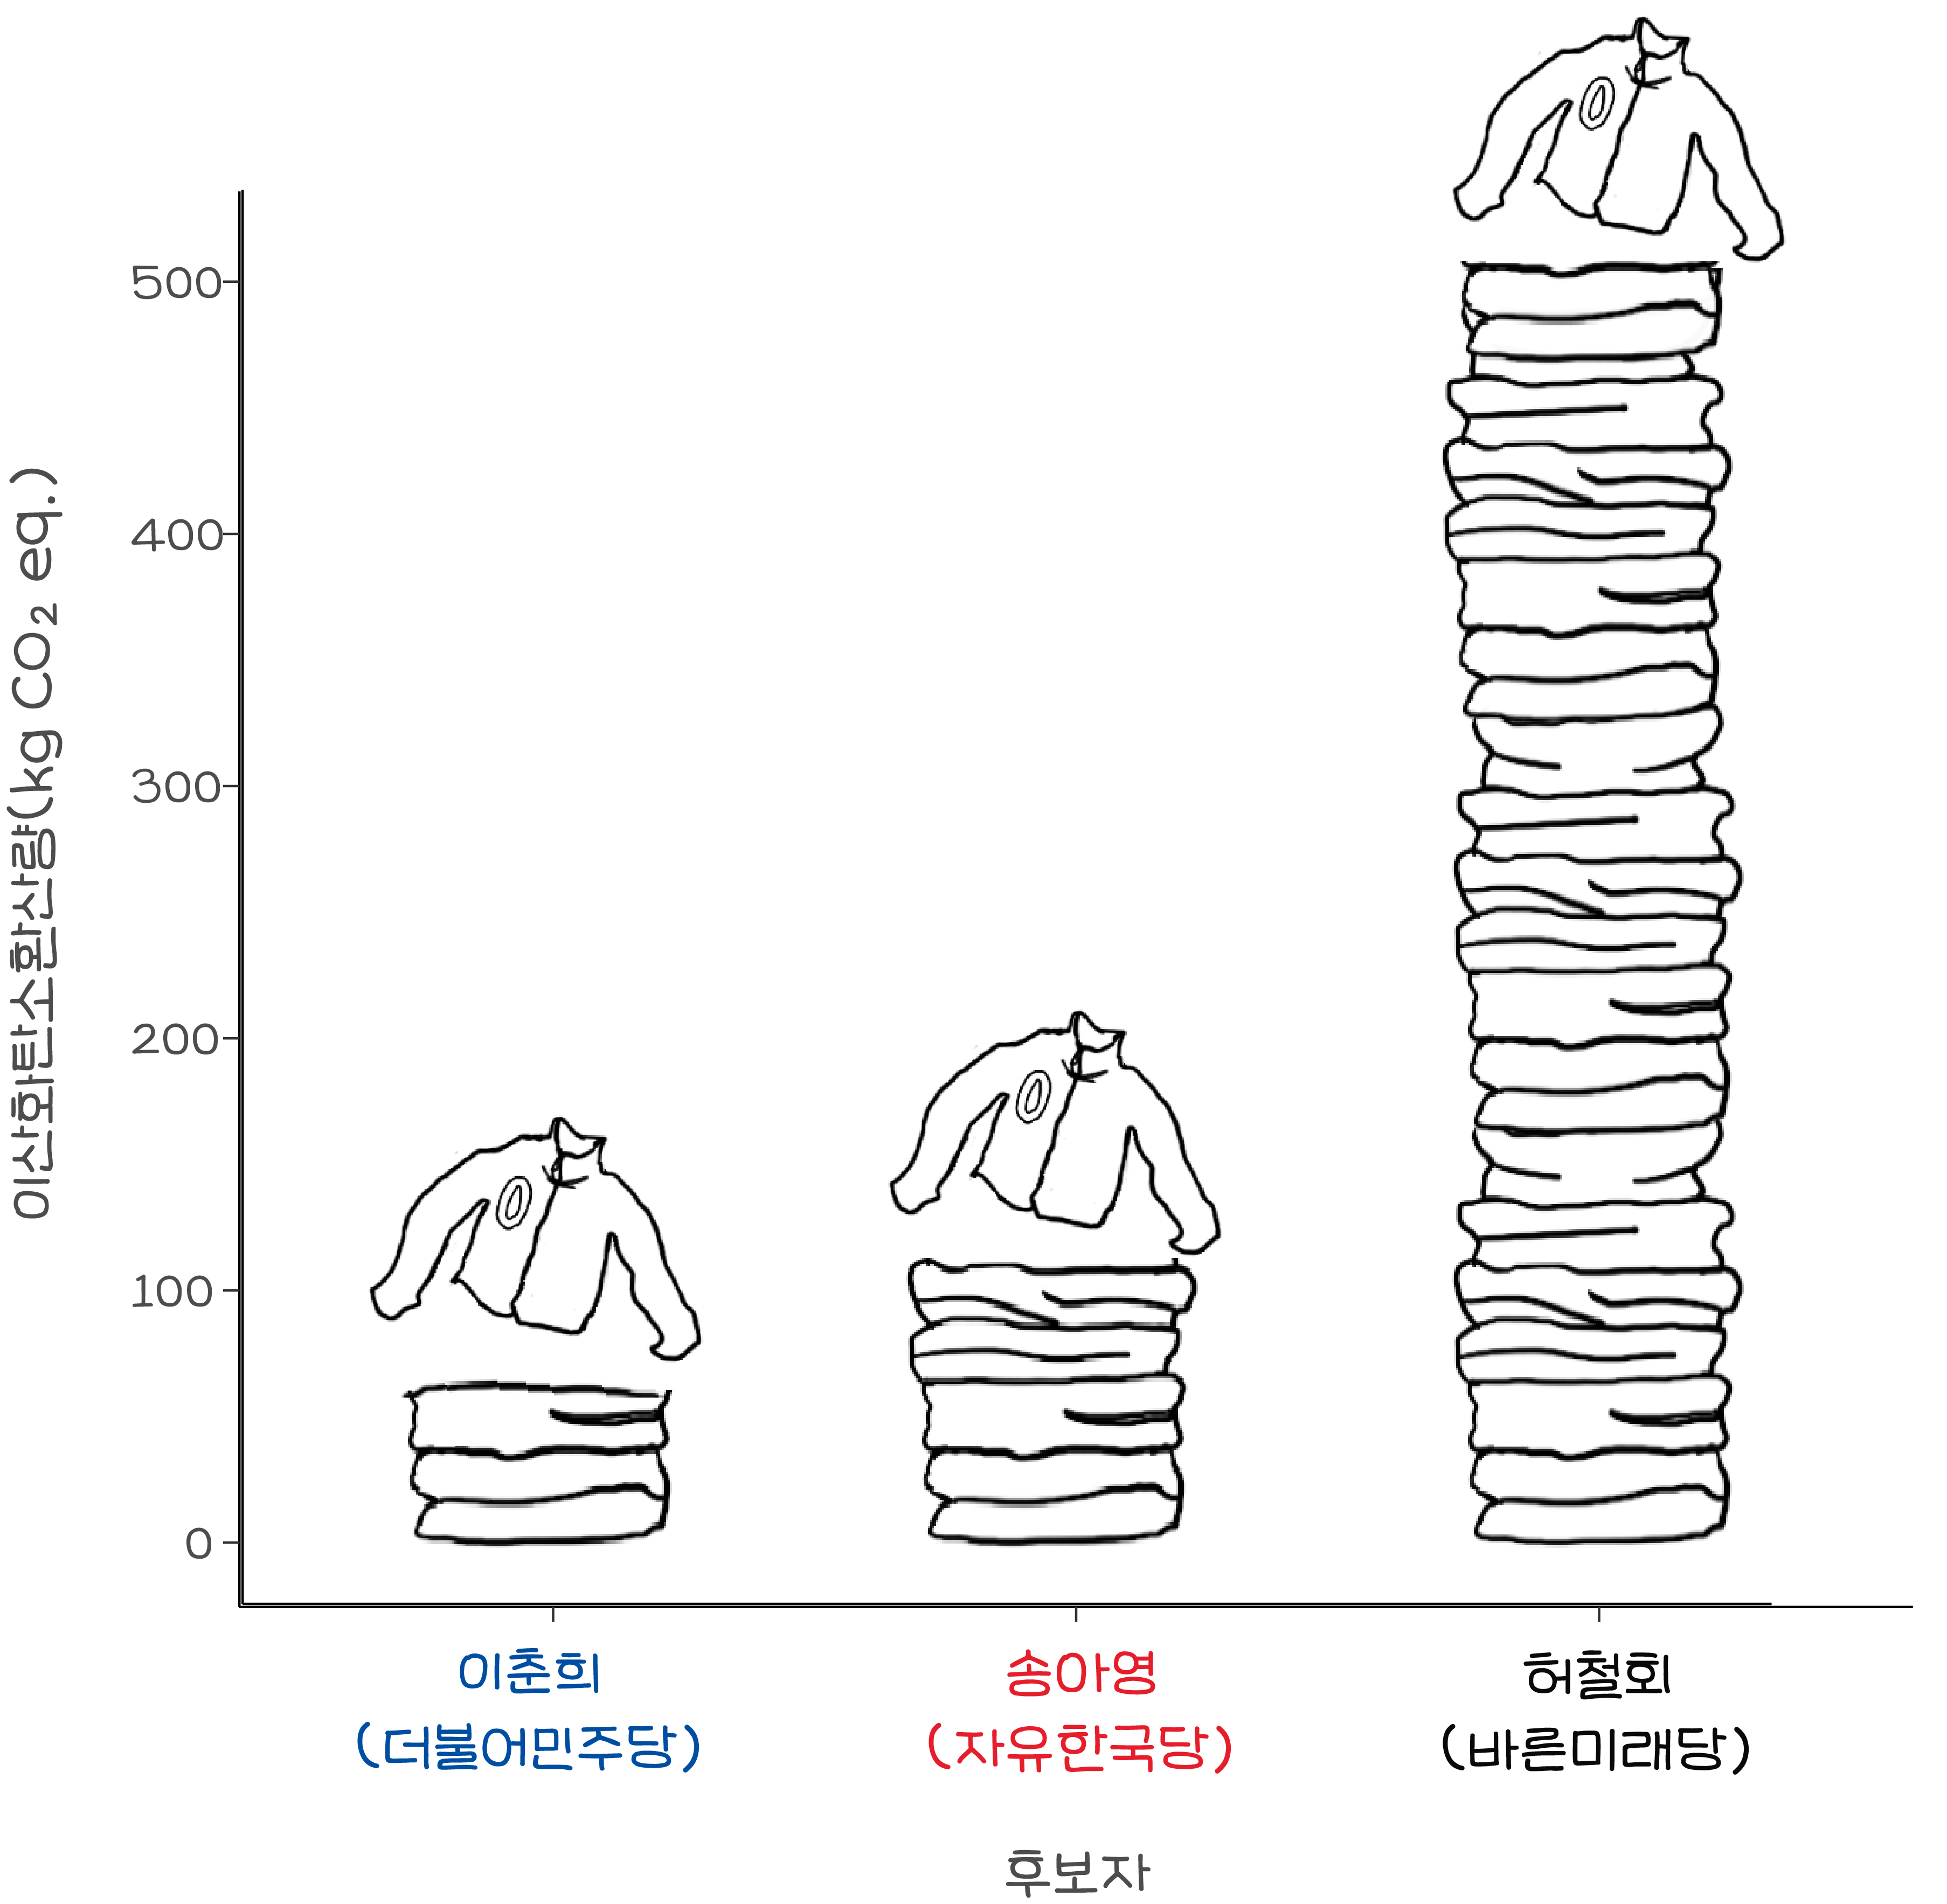 이산화탄소환산량(kg CO₂ eq.)
500
400
300
200
100
0
이춘희
(더불어민주당)
송아영
(자유한국당)
허철회
(바른미래당)
후보자